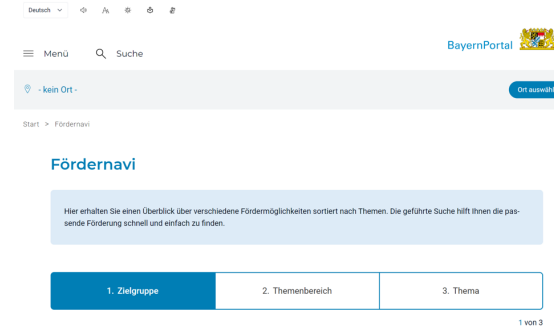 Deutsch
Menü
Suche
BayernPortal
- kein Ort -
Ort auswähl
Start > Fördernavi
Fördernavi
Hier erhalten Sie einen Überblick über verschiedene Fördermöglichkeiten sortiert nach Themen. Die geführte Suche hilft Ihnen die pas-
sende Förderung schnell und einfach zu finden.
1. Zielgruppe
2. Themenbereich
3. Thema
1 von 3